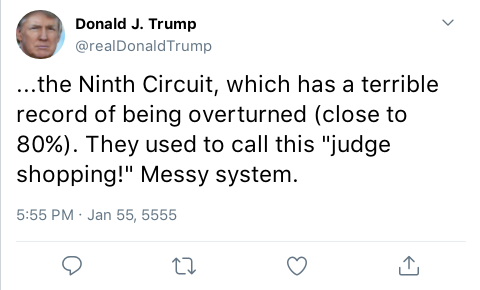 Donald J. Trump
@realDonaldTrump
...the Ninth Circuit, which has a terrible
record of being overturned (close to
80%). They used to call this "judge
shopping!" Messy system.
5:55 PM · Jan 55, 5555